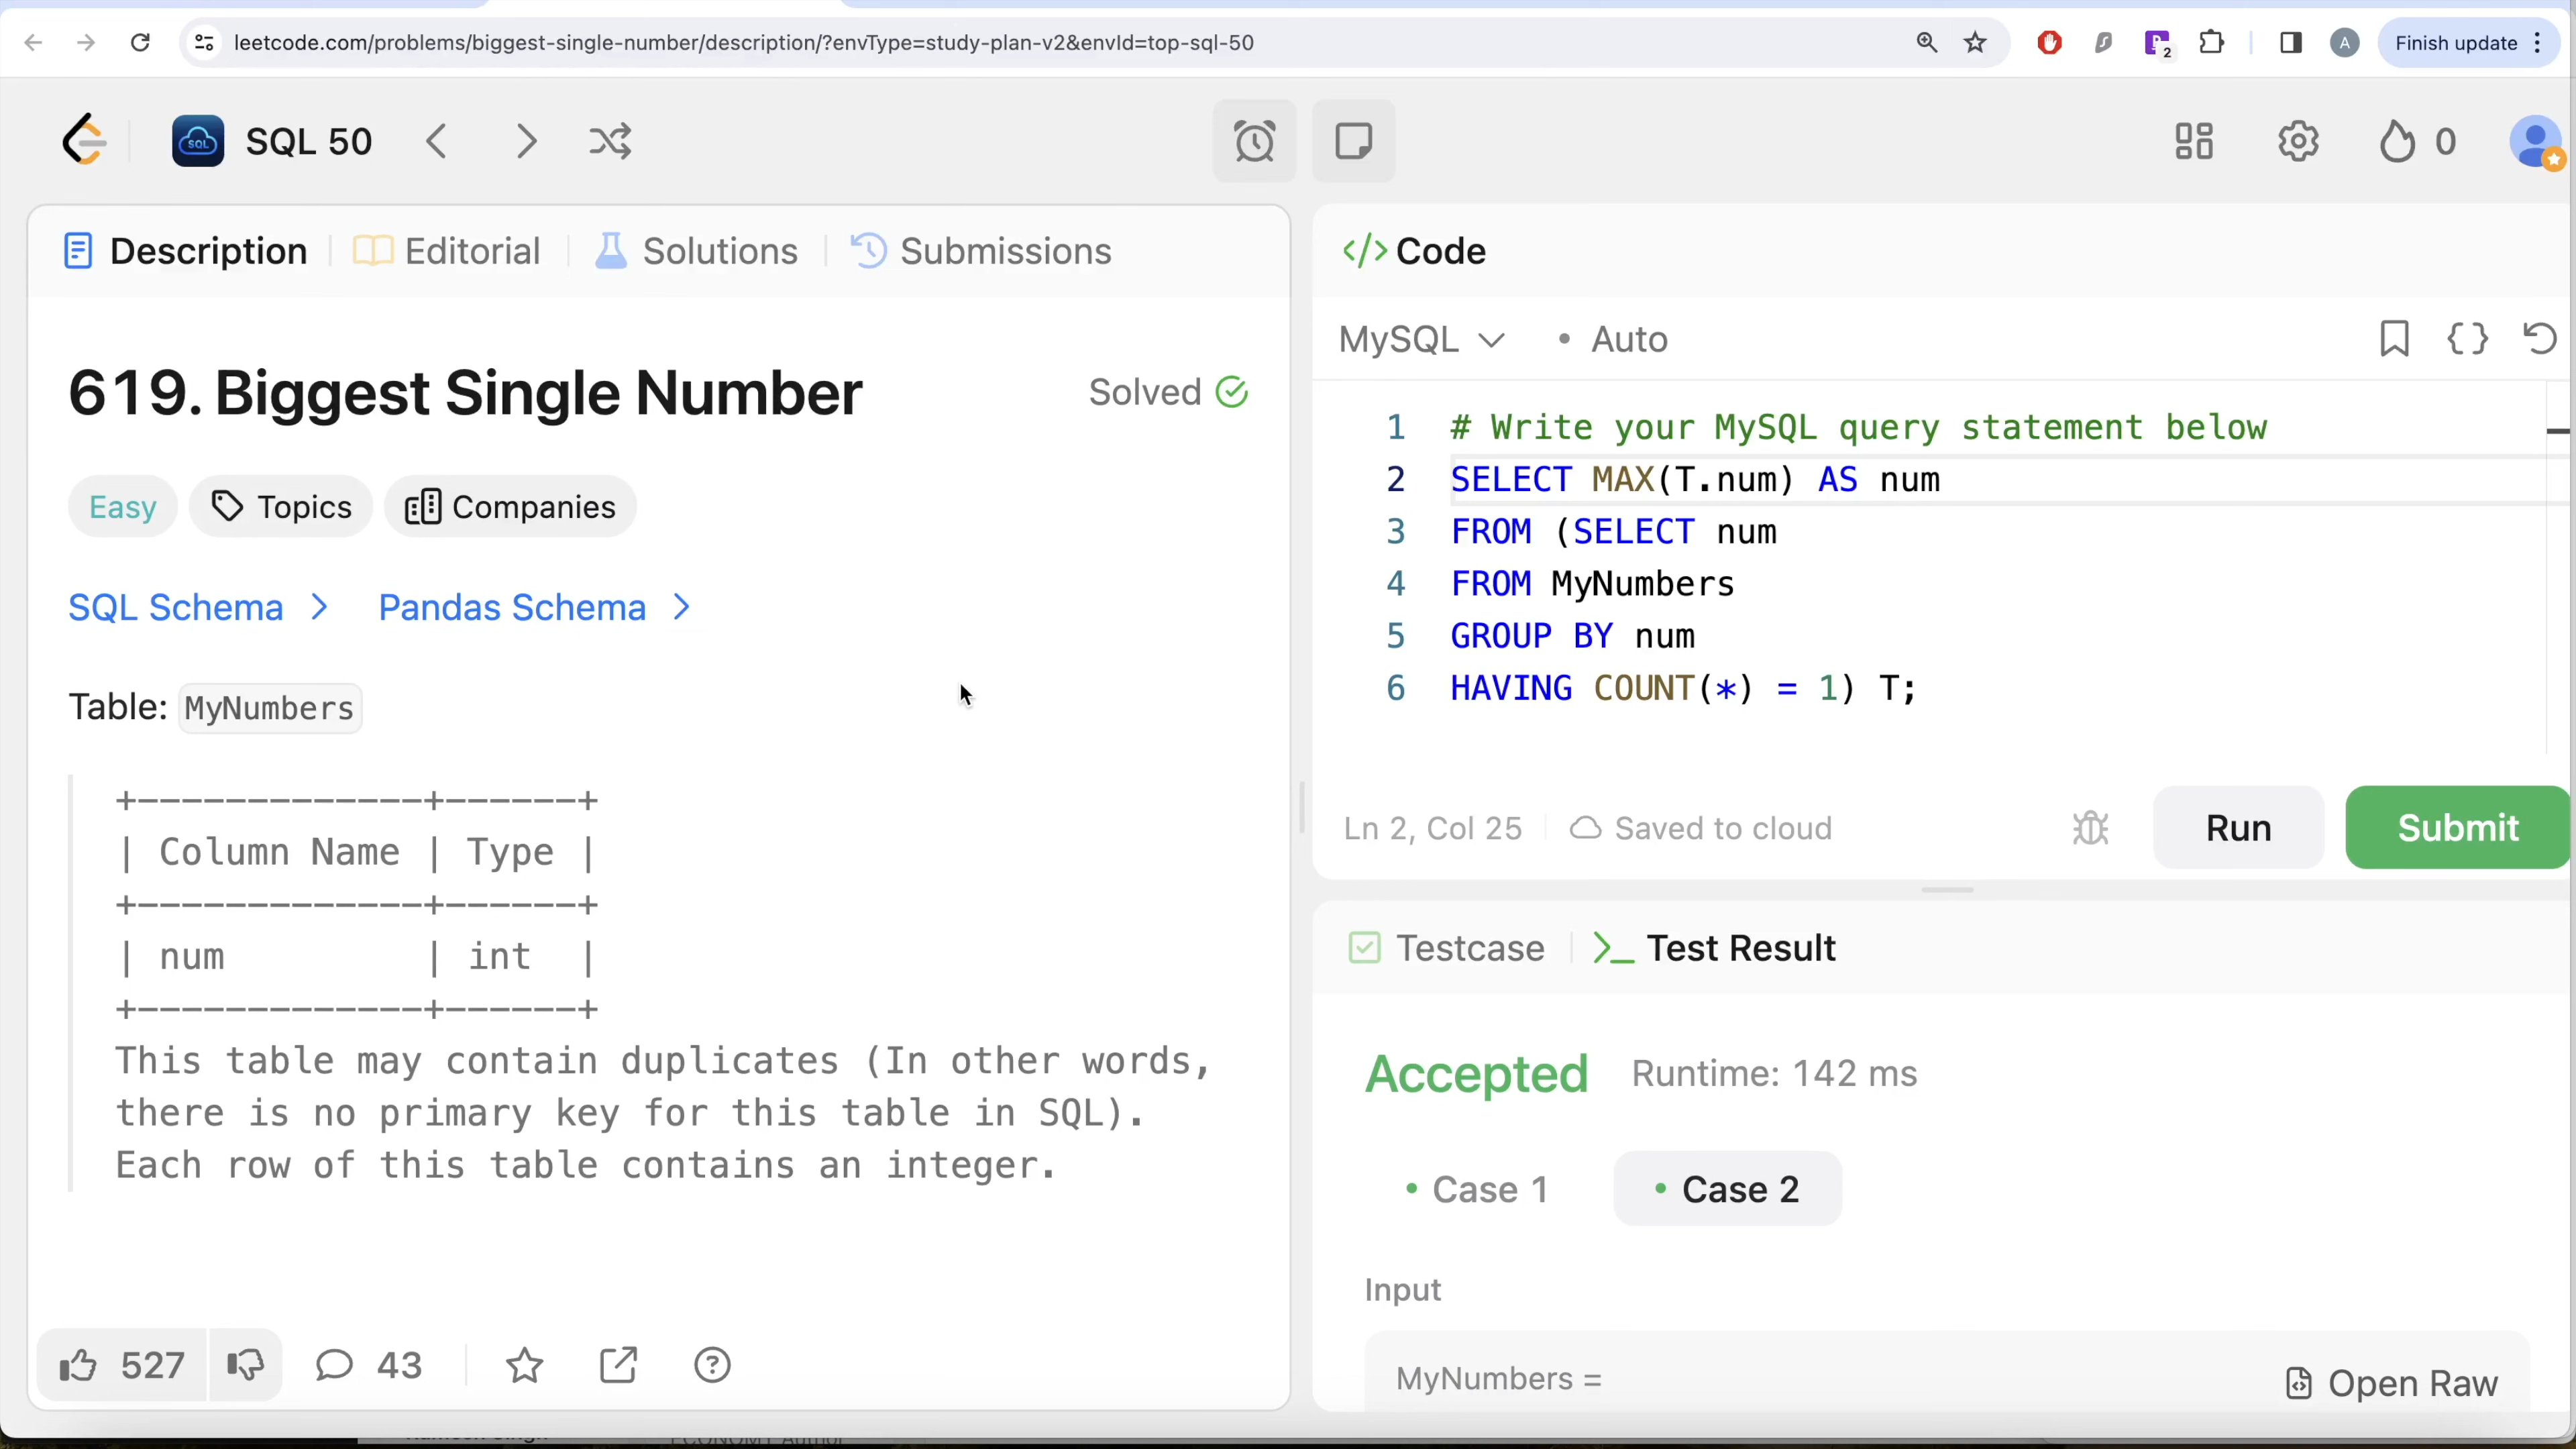 leetcode.com/problems/biggest-single-number/description/?envType=study-plan-v2&envId=top-sql-50
2
A
Finish update
SQL
SQL 50
0
Description
Editorial
Solutions
Submissions
</> Code
MySQL
• Auto
619. Biggest Single Number
Solved
Easy
Topics
Companies
SQL Schema >
Pandas Schema >
Table: MyNumbers
+-------------+------+
| Column Name | Type |
+-------------+------+
| num         | int  |
+-------------+------+
This table may contain duplicates (In other words,
there is no primary key for this table in SQL).
Each row of this table contains an integer.
527
43
1 # Write your MySQL query statement below
2 SELECT MAX(T.num) AS num
3 FROM (SELECT num
4 FROM MyNumbers
5 GROUP BY num
6 HAVING COUNT(*) = 1) T;
Ln 2, Col 25
Saved to cloud
Run
Submit
Testcase
>_ Test Result
Accepted
Runtime: 142 ms
• Case 1
• Case 2
Input
MyNumbers =
Open Raw